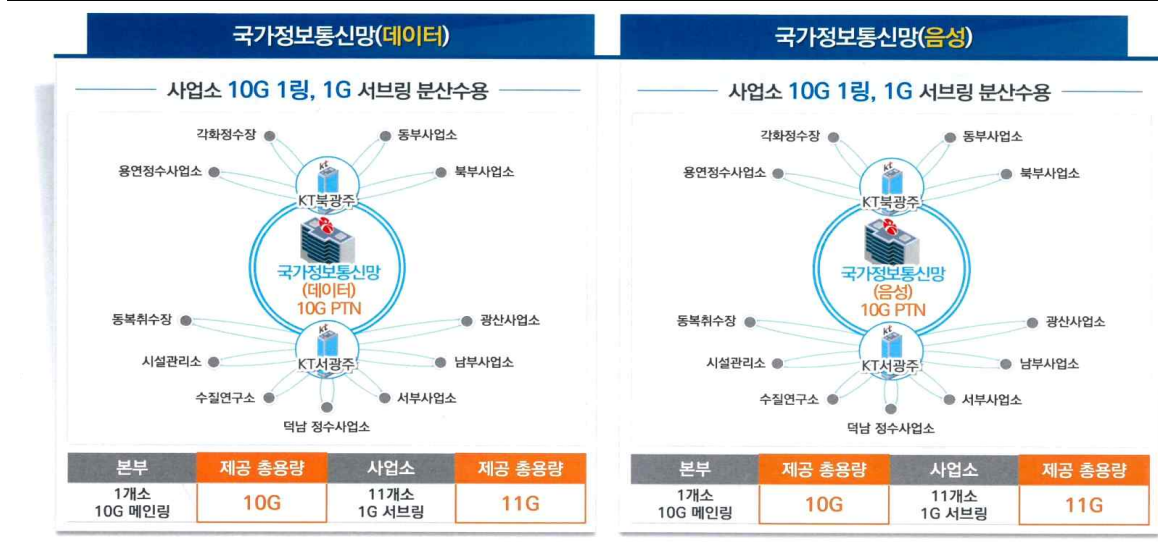 국가정보통신망(데이터)
사업소 10G 1링, 1G 서브링 분산수용
각화정수장
동부사업소
용연정수사업소
북부사업소
kt
KT북광주
국가정보통신망
(데이터)
10G PTN
동복취수장
광산사업소
kt
시설관리소
KT서광주
남부사업소
수질연구소
서부사업소
덕남 정수사업소
본부 제공 총용량 사업소 제공 총용량
1개소
10G 메인링
10G
11개소
1G 서브링
11G
국가정보통신망(음성)
사업소 10G 1링, 1G 서브링 분산수용
각화정수장
동부사업소
용연정수사업소
북부사업소
kt
KT북광주
국가정보통신망
(음성)
10G PTN
동복취수장
광산사업소
kt
시설관리소
KT서광주
남부사업소
수질연구소
서부사업소
덕남 정수사업소
본부 제공 총용량 사업소 제공 총용량
1개소
10G 메인링
10G
11개소
1G 서브링
11G